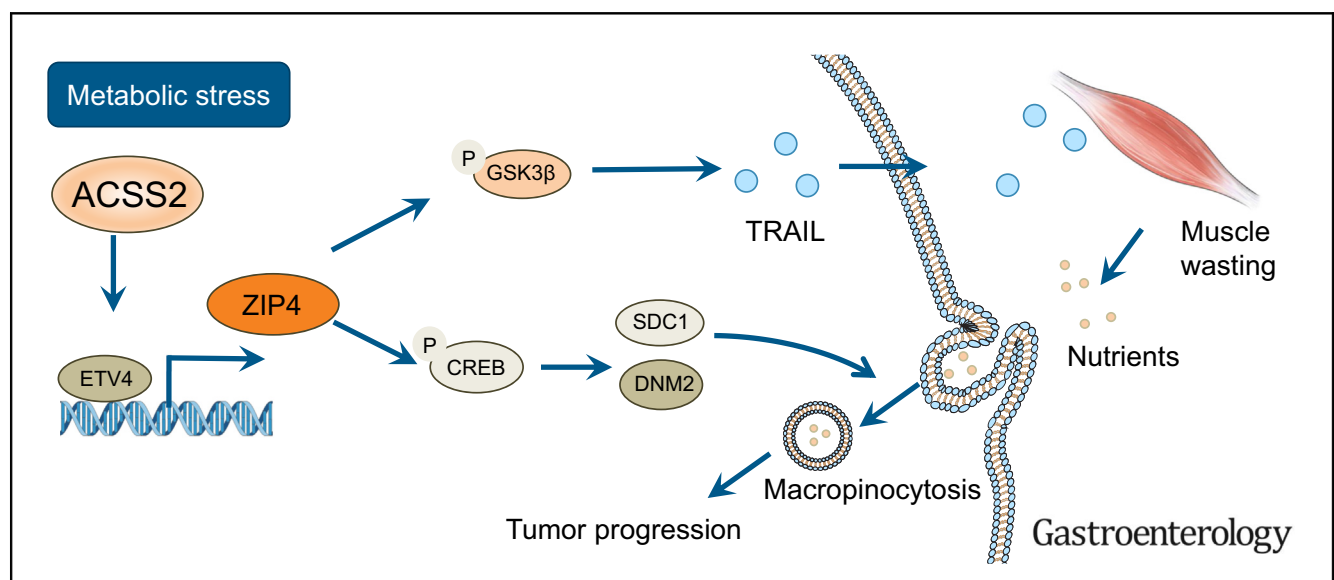 Metabolic stress
ACSS2
ETV4
ZIP4
P
GSK3β
TRAIL
P
CREB
SDC1
DNM2
Muscle
wasting
Nutrients
Macropinocytosis
Tumor progression
Gastroenterology